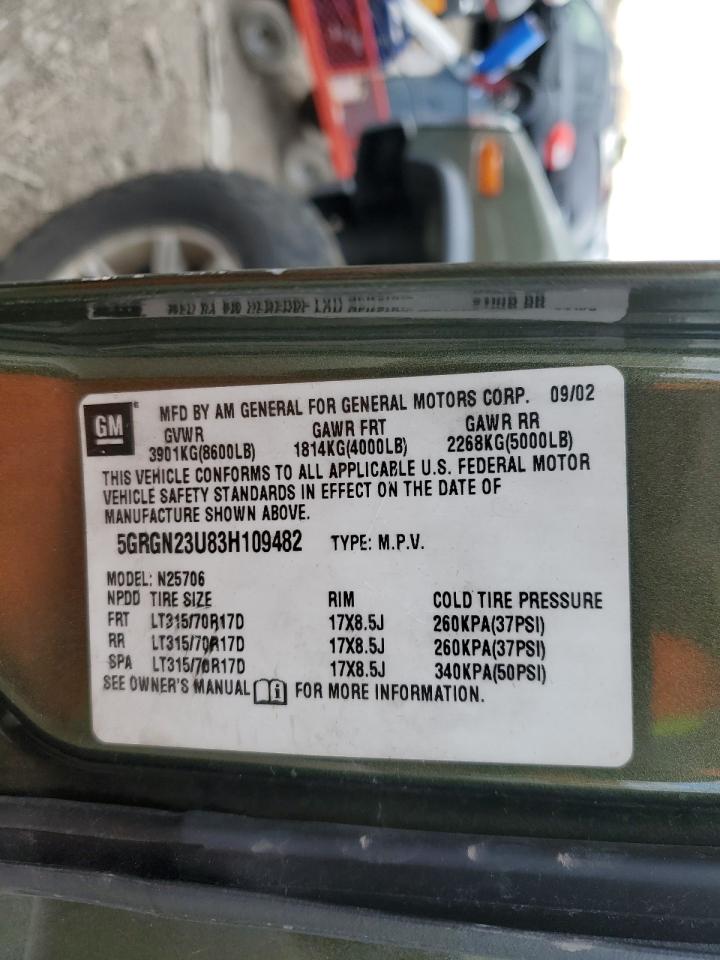 GM
MFD BY AM GENERAL FOR GENERAL MOTORS CORP. 09/02
GVWR GAWR FRT GAWR RR
3901KG(8600LB) 1814KG(4000LB) 2268KG(5000LB)
THIS VEHICLE CONFORMS TO ALL APPLICABLE U.S. FEDERAL MOTOR
VEHICLE SAFETY STANDARDS IN EFFECT ON THE DATE OF
MANUFACTURE SHOWN ABOVE.
5GRGN23U83H109482 TYPE: M.P.V.
MODEL: N25706
NPDD TIRE SIZE RIM COLD TIRE PRESSURE
FRT LT315/70R17D 17X8.5J 260KPA(37PSI)
RR LT315/70R17D 17X8.5J 260KPA(37PSI)
SPA LT315/70R17D 17X8.5J 340KPA(50PSI)
SEE OWNER'S MANUAL i FOR MORE INFORMATION.